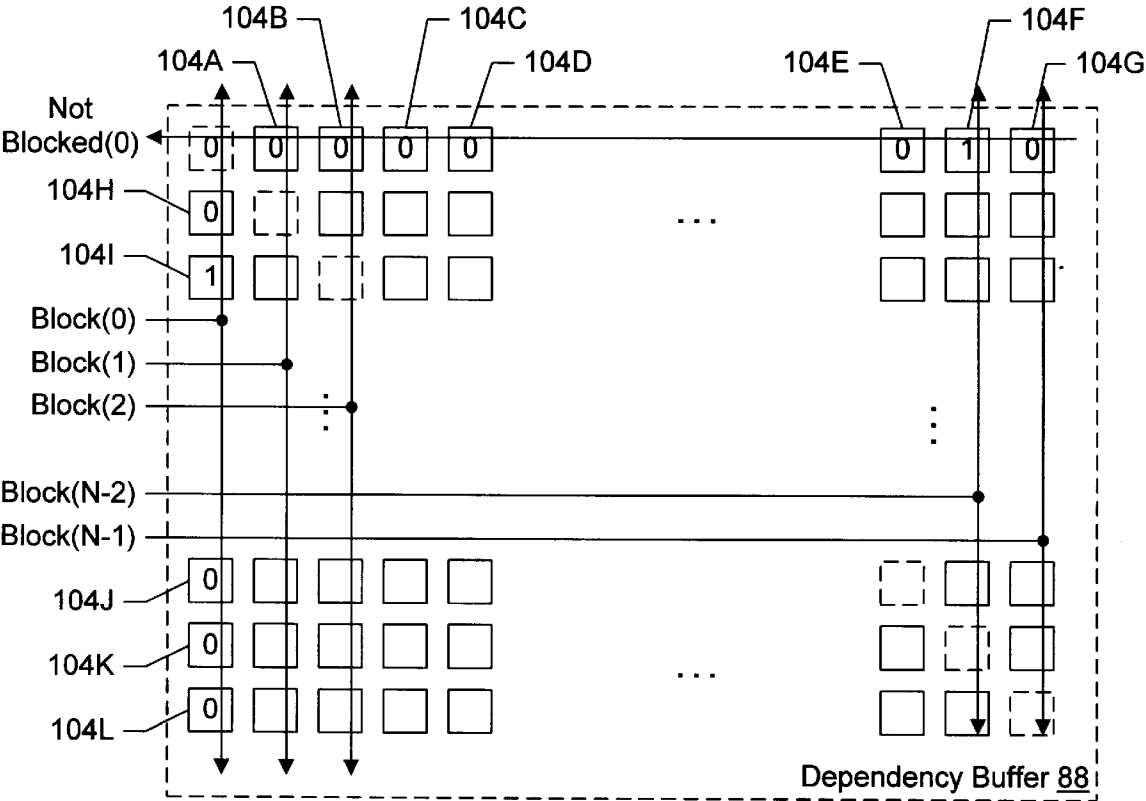 104B 104C 104F
104A 104D 104E 104G
Not
Blocked(0) 0 0 0 0 0 0 1 0
104H 0 ...
104I 1
Block(0)
Block(1)
Block(2)
Block(N-2)
Block(N-1)
104J 0
104K 0 ...
104L 0
Dependency Buffer 88